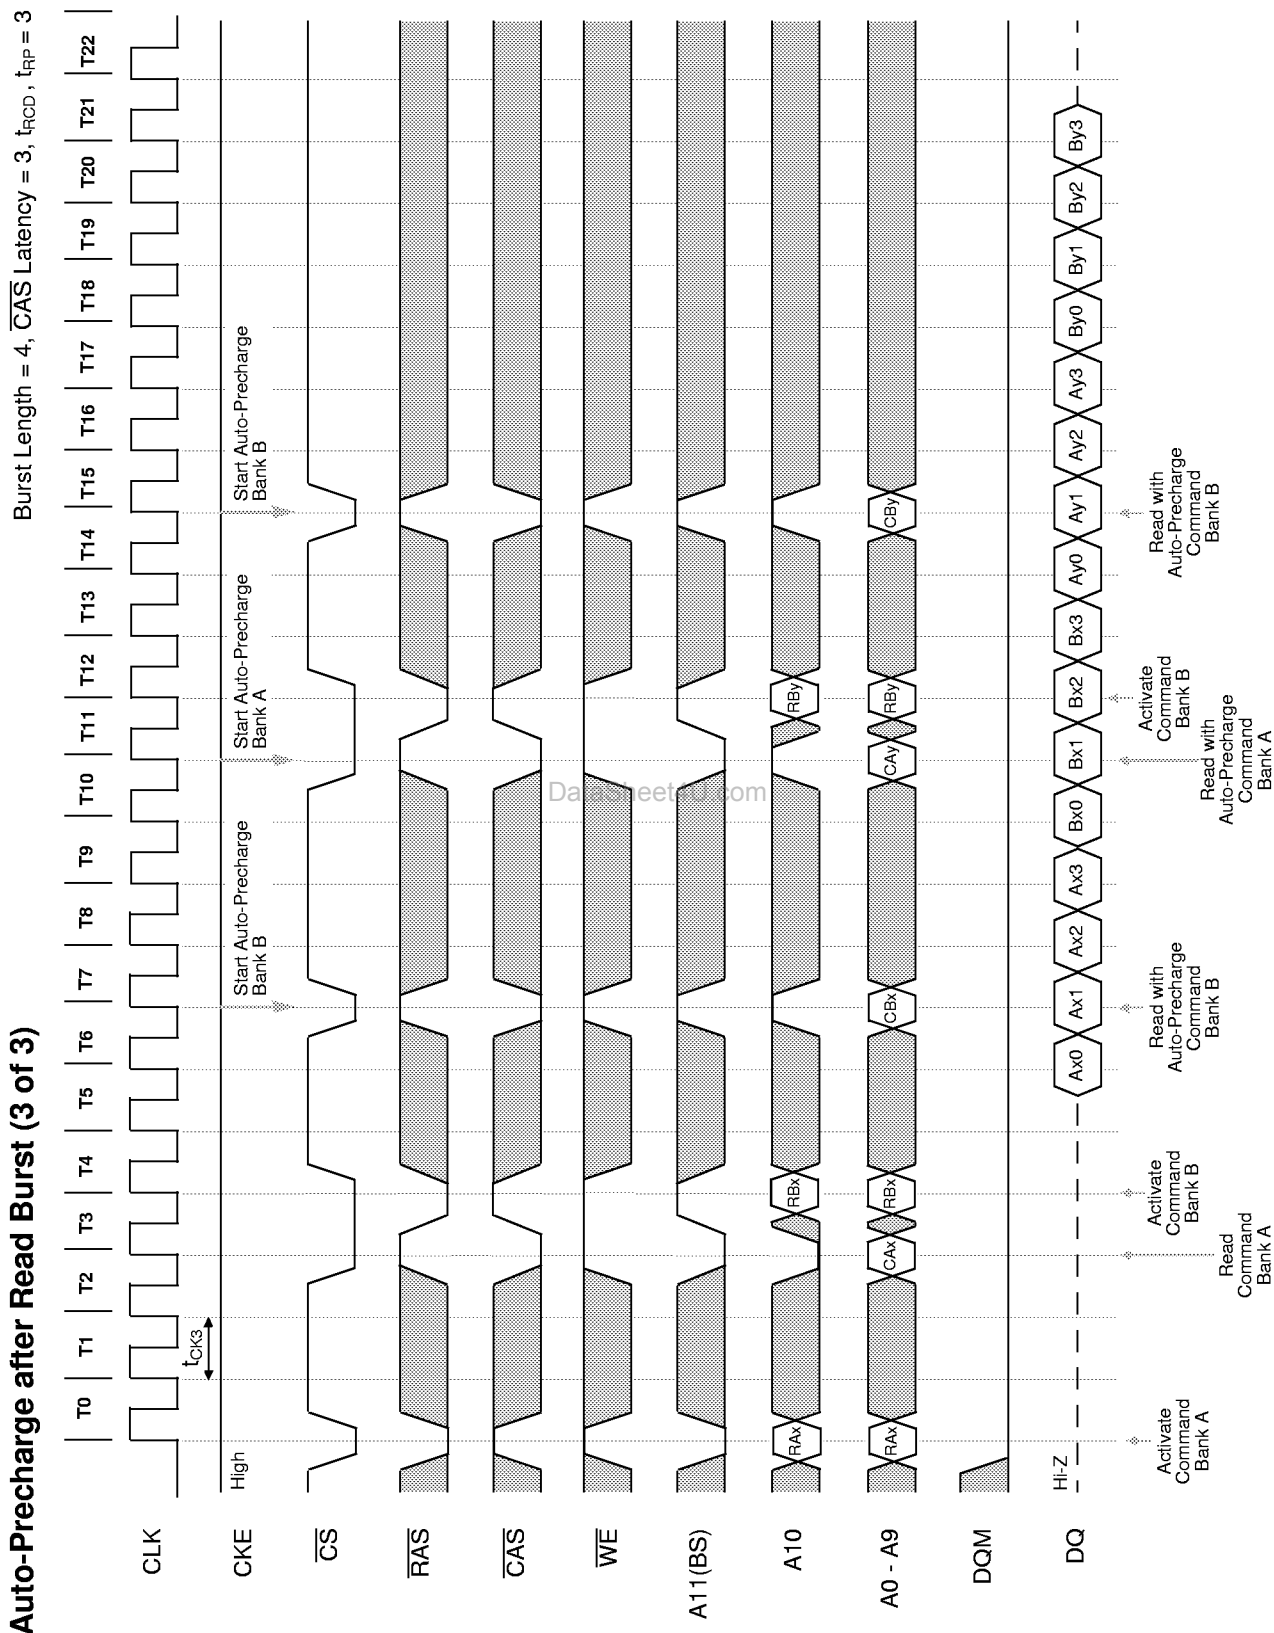 Auto-Precharge after Read Burst (3 of 3)
Burst Length = 4, CAS Latency = 3, tRCD, tRP = 3
T0 T1 T2 T3 T4 T5 T6 T7 T8 T9 T10 T11 T12 T13 T14 T15 T16 T17 T18 T19 T20 T21 T22
CLK
tCK3
CKE
High
Start Auto-Precharge
Bank B
Start Auto-Precharge
Bank A
Start Auto-Precharge
Bank B
CS
RAS
CAS
WE
DataSheet4U.com
A11(BS)
A10
RAx RBx RBy
A0 - A9
RAx CAx RBx CBx CAy RBy CBy
DQM
DQ
Hi-Z
Ax0 Ax1 Ax2 Ax3 Bx0 Bx1 Bx2 Bx3 Ay0 Ay1 Ay2 Ay3 By0 By1 By2 By3
Activate
Command
Bank A
Read
Command
Bank A
Activate
Command
Bank B
Read with
Auto-Precharge
Command
Bank B
Read with
Auto-Precharge
Command
Bank A
Activate
Command
Bank B
Read with
Auto-Precharge
Command
Bank B